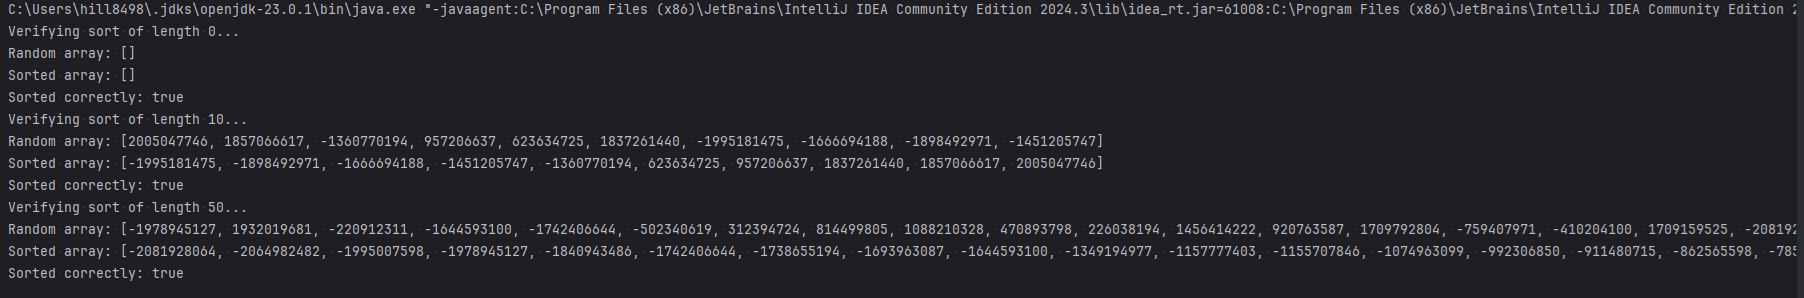 C:\Users\hill8498\.jdks\openjdk-23.0.1\bin\java.exe "-javaagent:C:\Program Files (x86)\JetBrains\IntelliJ IDEA Community Edition 2024.3\lib\idea_rt.jar=61008:C:\Program Files (x86)\JetBrains\IntelliJ IDEA Community Edition 2
Verifying sort of length 0...
Random array: []
Sorted array: []
Sorted correctly: true
Verifying sort of length 10...
Random array: [2005047746, 1857066617, -1360770194, 957206637, 623634725, 1837261440, -1995181475, -1666694188, -1898492971, -1451205747]
Sorted array: [-1995181475, -1898492971, -1666694188, -1451205747, -1360770194, 623634725, 957206637, 1837261440, 1857066617, 2005047746]
Sorted correctly: true
Verifying sort of length 50...
Random array: [-1978945127, 1932019681, -220912311, -1644593100, -1742406644, -502340619, 312394724, 814499805, 1088210328, 470893798, 226038194, 1456414222, 920763587, 1709792804, -759407971, -410204100, 1709159525, -208192
Sorted array: [-2081928064, -2064982482, -1995007598, -1978945127, -1840943486, -1742406644, -1738655194, -1693963087, -1644593100, -1349194977, -1157777403, -1155707846, -1074963099, -992306850, -911480715, -862565598, -785
Sorted correctly: true